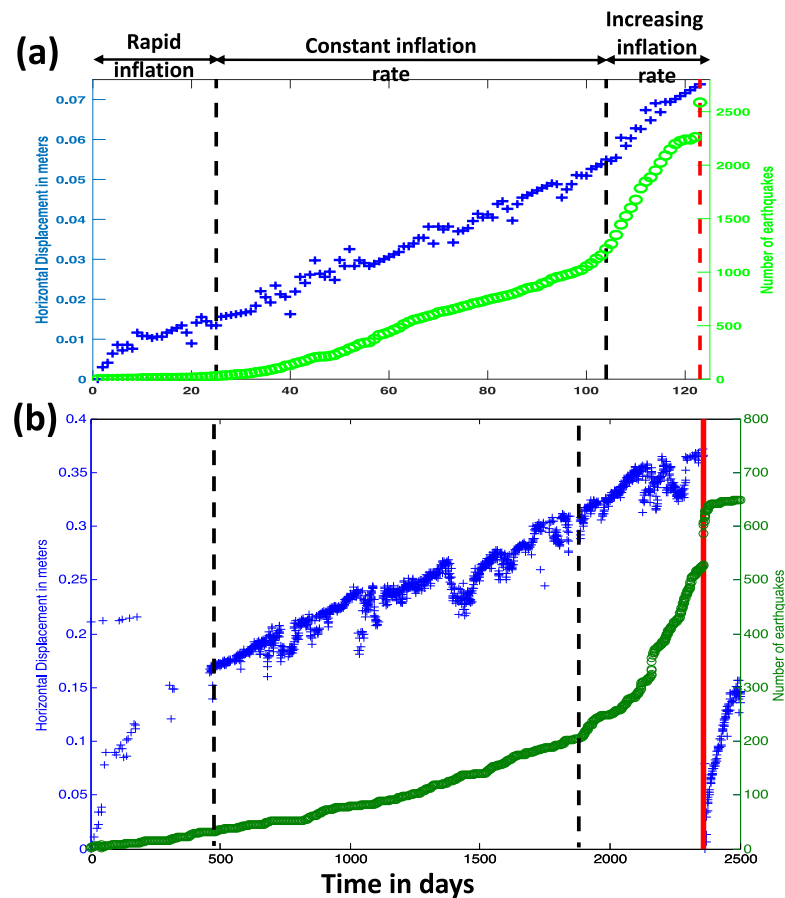 (a)
Rapid inflation
Constant inflation rate
Increasing inflation rate
Horizontal Displacement in meters
0.07
0.06
0.05
0.04
0.03
0.02
0.01
0
0 20 40 60 80 100 120
2500
2000
1500
1000
500
0
Number of earthquakes
(b)
Horizontal Displacement in meters
0.4
0.35
0.3
0.25
0.2
0.15
0.1
0.05
0
0 500 1000 1500 2000 2500
800
700
600
500
400
300
200
100
0
Number of earthquakes
Time in days